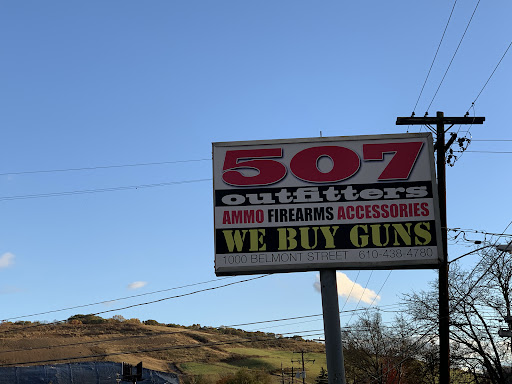 507
outfitters
AMMO FIREARMS ACCESSORIES
WE BUY GUNS
1000 BELMONT STREET 610-438-4780